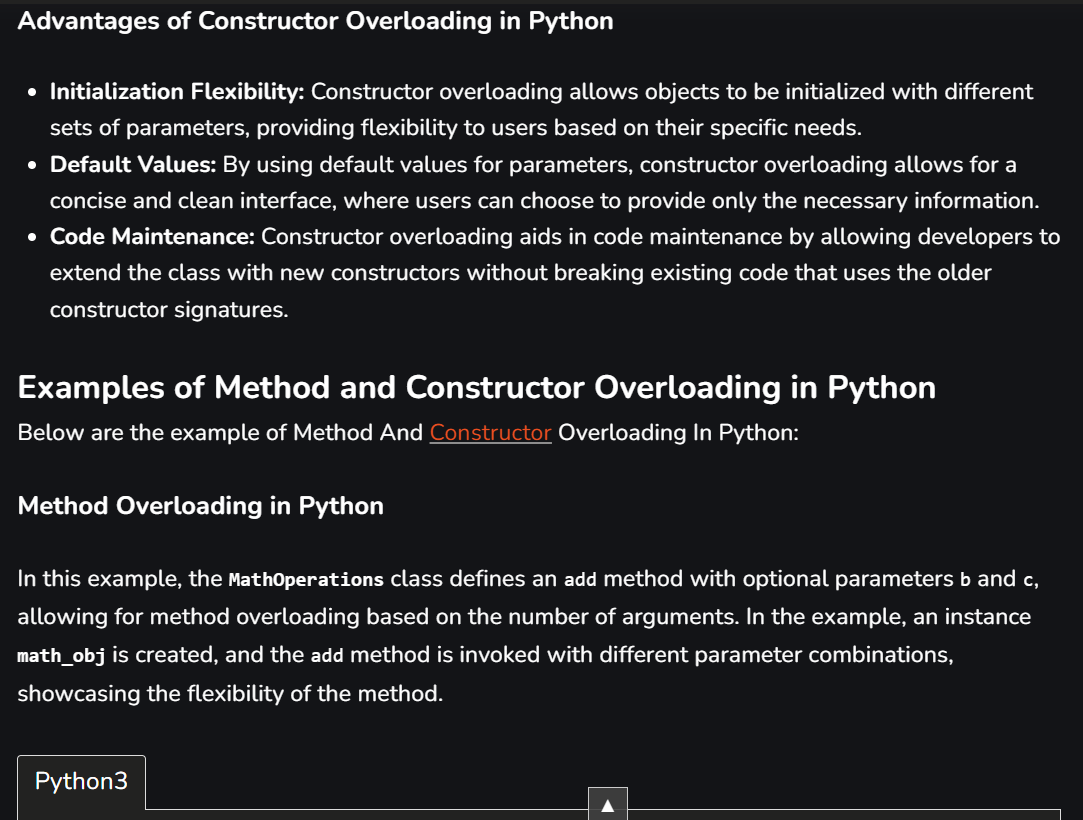 Advantages of Constructor Overloading in Python
Initialization Flexibility: Constructor overloading allows objects to be initialized with different
sets of parameters, providing flexibility to users based on their specific needs.
Default Values: By using default values for parameters, constructor overloading allows for a
concise and clean interface, where users can choose to provide only the necessary information.
Code Maintenance: Constructor overloading aids in code maintenance by allowing developers to
extend the class with new constructors without breaking existing code that uses the older
constructor signatures.
Examples of Method and Constructor Overloading in Python
Below are the example of Method And Constructor Overloading In Python:
Method Overloading in Python
In this example, the MathOperations class defines an add method with optional parameters b and c,
allowing for method overloading based on the number of arguments. In the example, an instance
math_obj is created, and the add method is invoked with different parameter combinations,
showcasing the flexibility of the method.
Python3